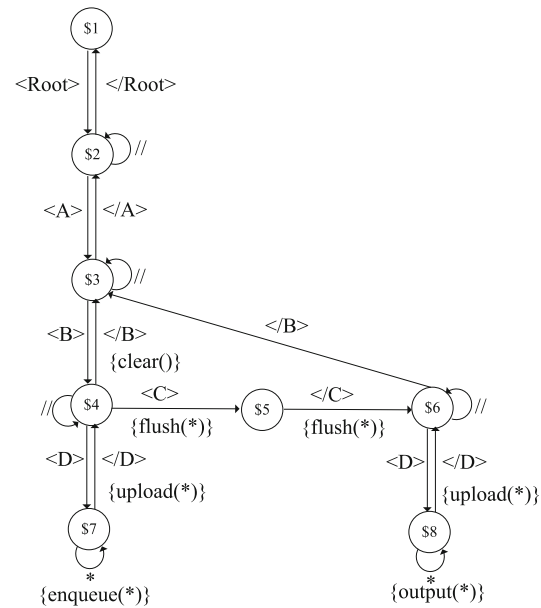 $1
<Root> </Root>
$2 //
<A> </A>
$3 //
</B>
<B> </B>
{clear()}
<C> </C>
// $4 $5 $6 //
{flush(*)} {flush(*)}
<D> </D> <D> </D>
{upload(*)} {upload(*)}
$7 $8
* *
{enqueue(*)} {output(*)}